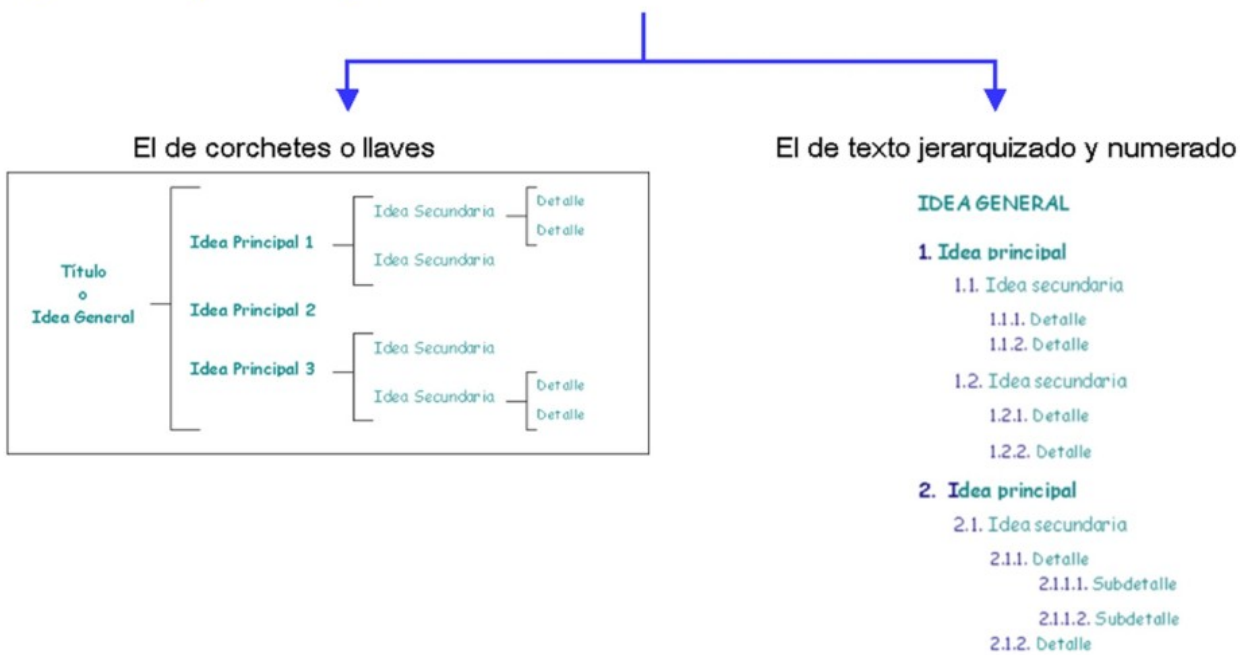 El de corchetes o llaves
Título
o
Idea General
Idea Principal 1
Idea Secundaria
Detalle
Detalle
Idea Secundaria
Idea Principal 2
Idea Principal 3
Idea Secundaria
Idea Secundaria
Detalle
Detalle
El de texto jerarquizado y numerado
IDEA GENERAL
1. Idea principal
1.1. Idea secundaria
1.1.1. Detalle
1.1.2. Detalle
1.2. Idea secundaria
1.2.1. Detalle
1.2.2. Detalle
2. Idea principal
2.1. Idea secundaria
2.1.1. Detalle
2.1.1.1. Subdetalle
2.1.1.2. Subdetalle
2.1.2. Detalle